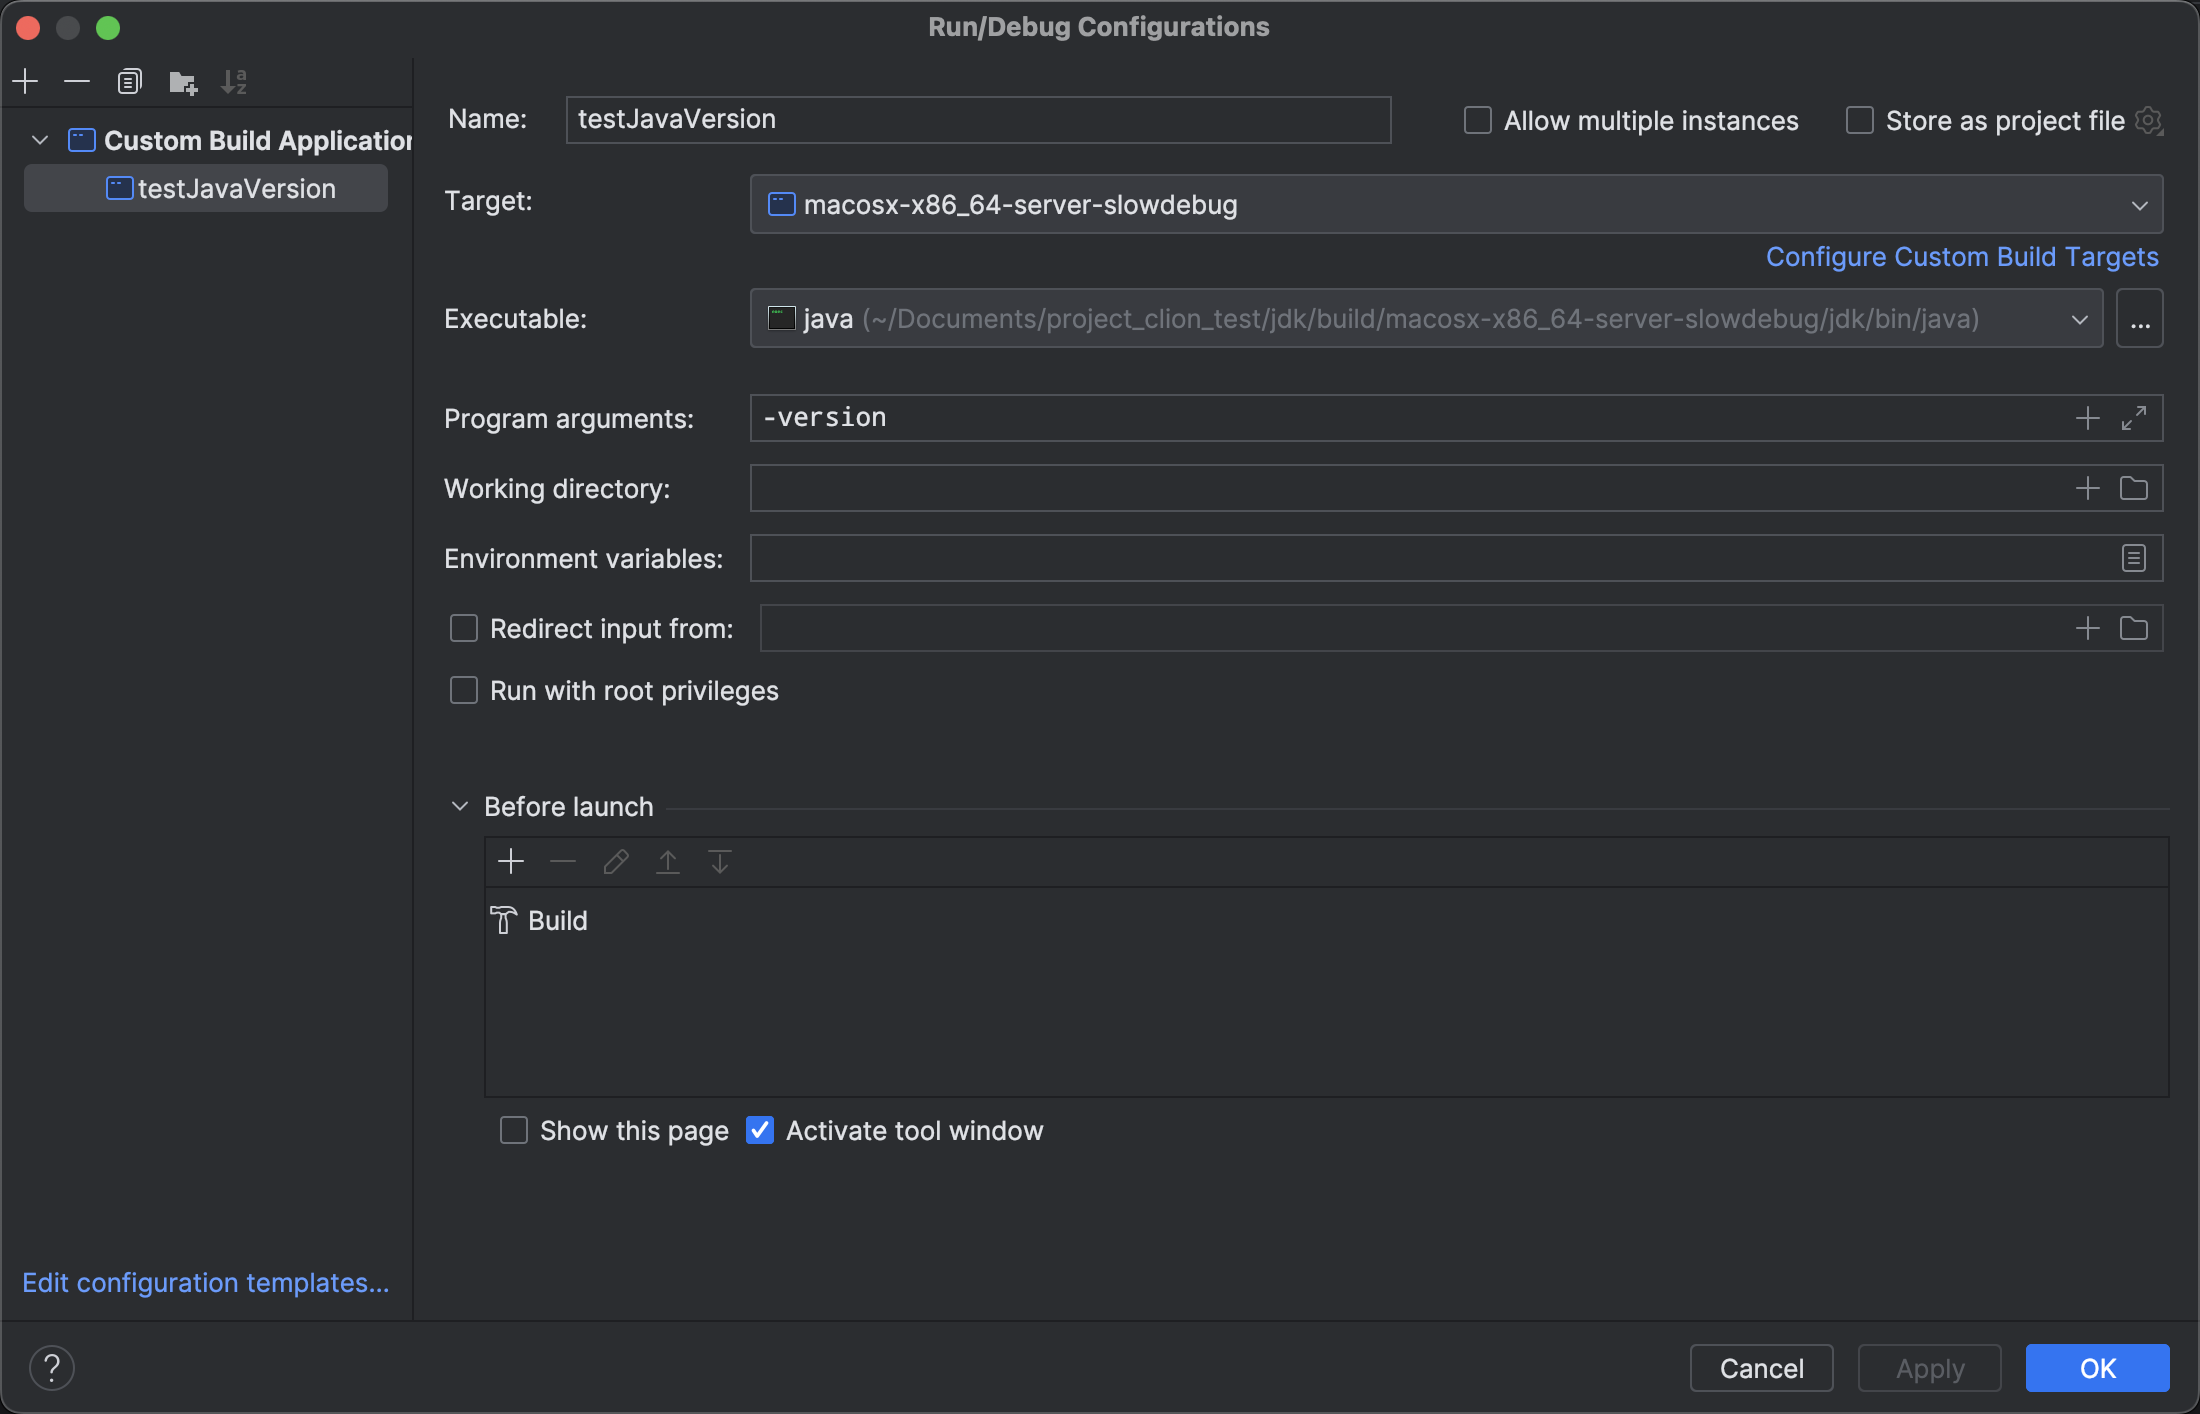 Run/Debug Configurations
Custom Build Application
testJavaVersion
Name:
testJavaVersion
Allow multiple instances
Store as project file
Target:
macosx-x86_64-server-slowdebug
Configure Custom Build Targets
Executable:
java (~/Documents/project_clion_test/jdk/build/macosx-x86_64-server-slowdebug/jdk/bin/java)
...
Program arguments:
-version
Working directory:
Environment variables:
Redirect input from:
Run with root privileges
Before launch
Build
Show this page
Activate tool window
Edit configuration templates...
?
Cancel
Apply
OK